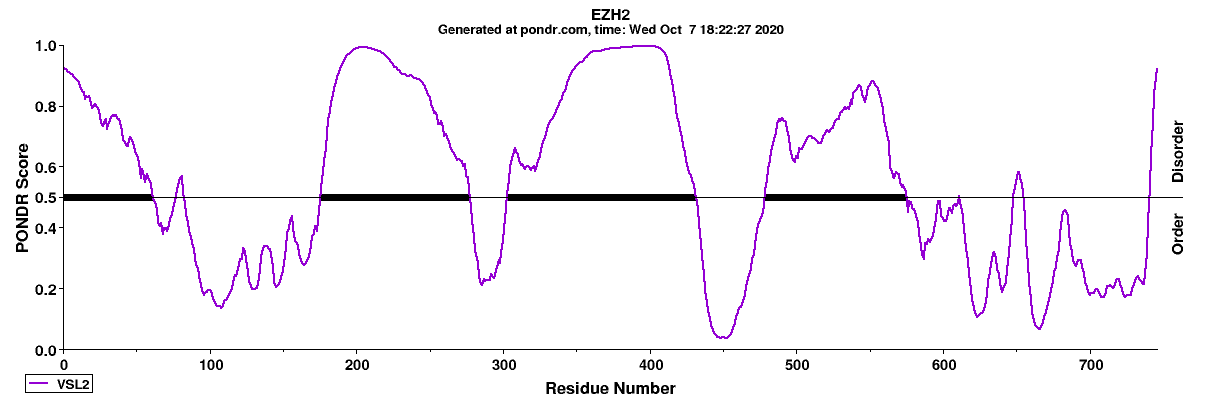 EZH2
Generated at pondr.com, time: Wed Oct  7 18:22:27 2020
PONDR Score
1.0
0.8
0.6
0.5
0.4
0.2
0.0
Disorder
Order
0 100 200 300 400 500 600 700
Residue Number
VSL2